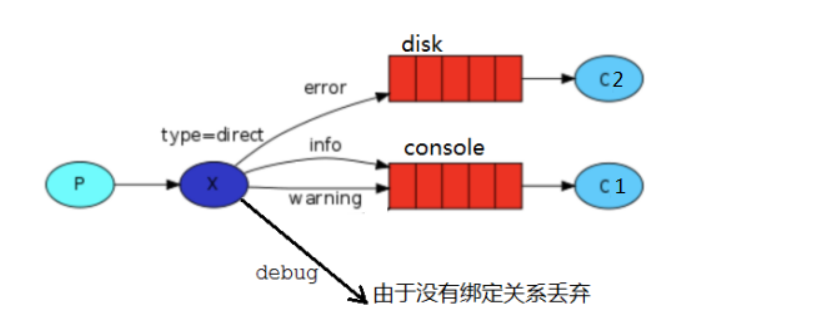 disk
C2
error
type=direct
info
console
P
X
C1
warning
debug
由于没有绑定关系丢弃